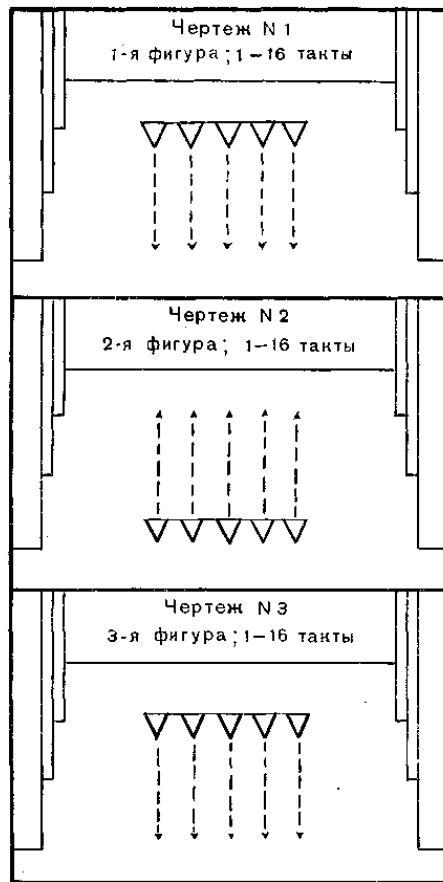 Чертеж N 1
1-я фигура; 1–16 такты
Чертеж N 2
2-я фигура; 1–16 такты
Чертеж N 3
3-я фигура; 1–16 такты